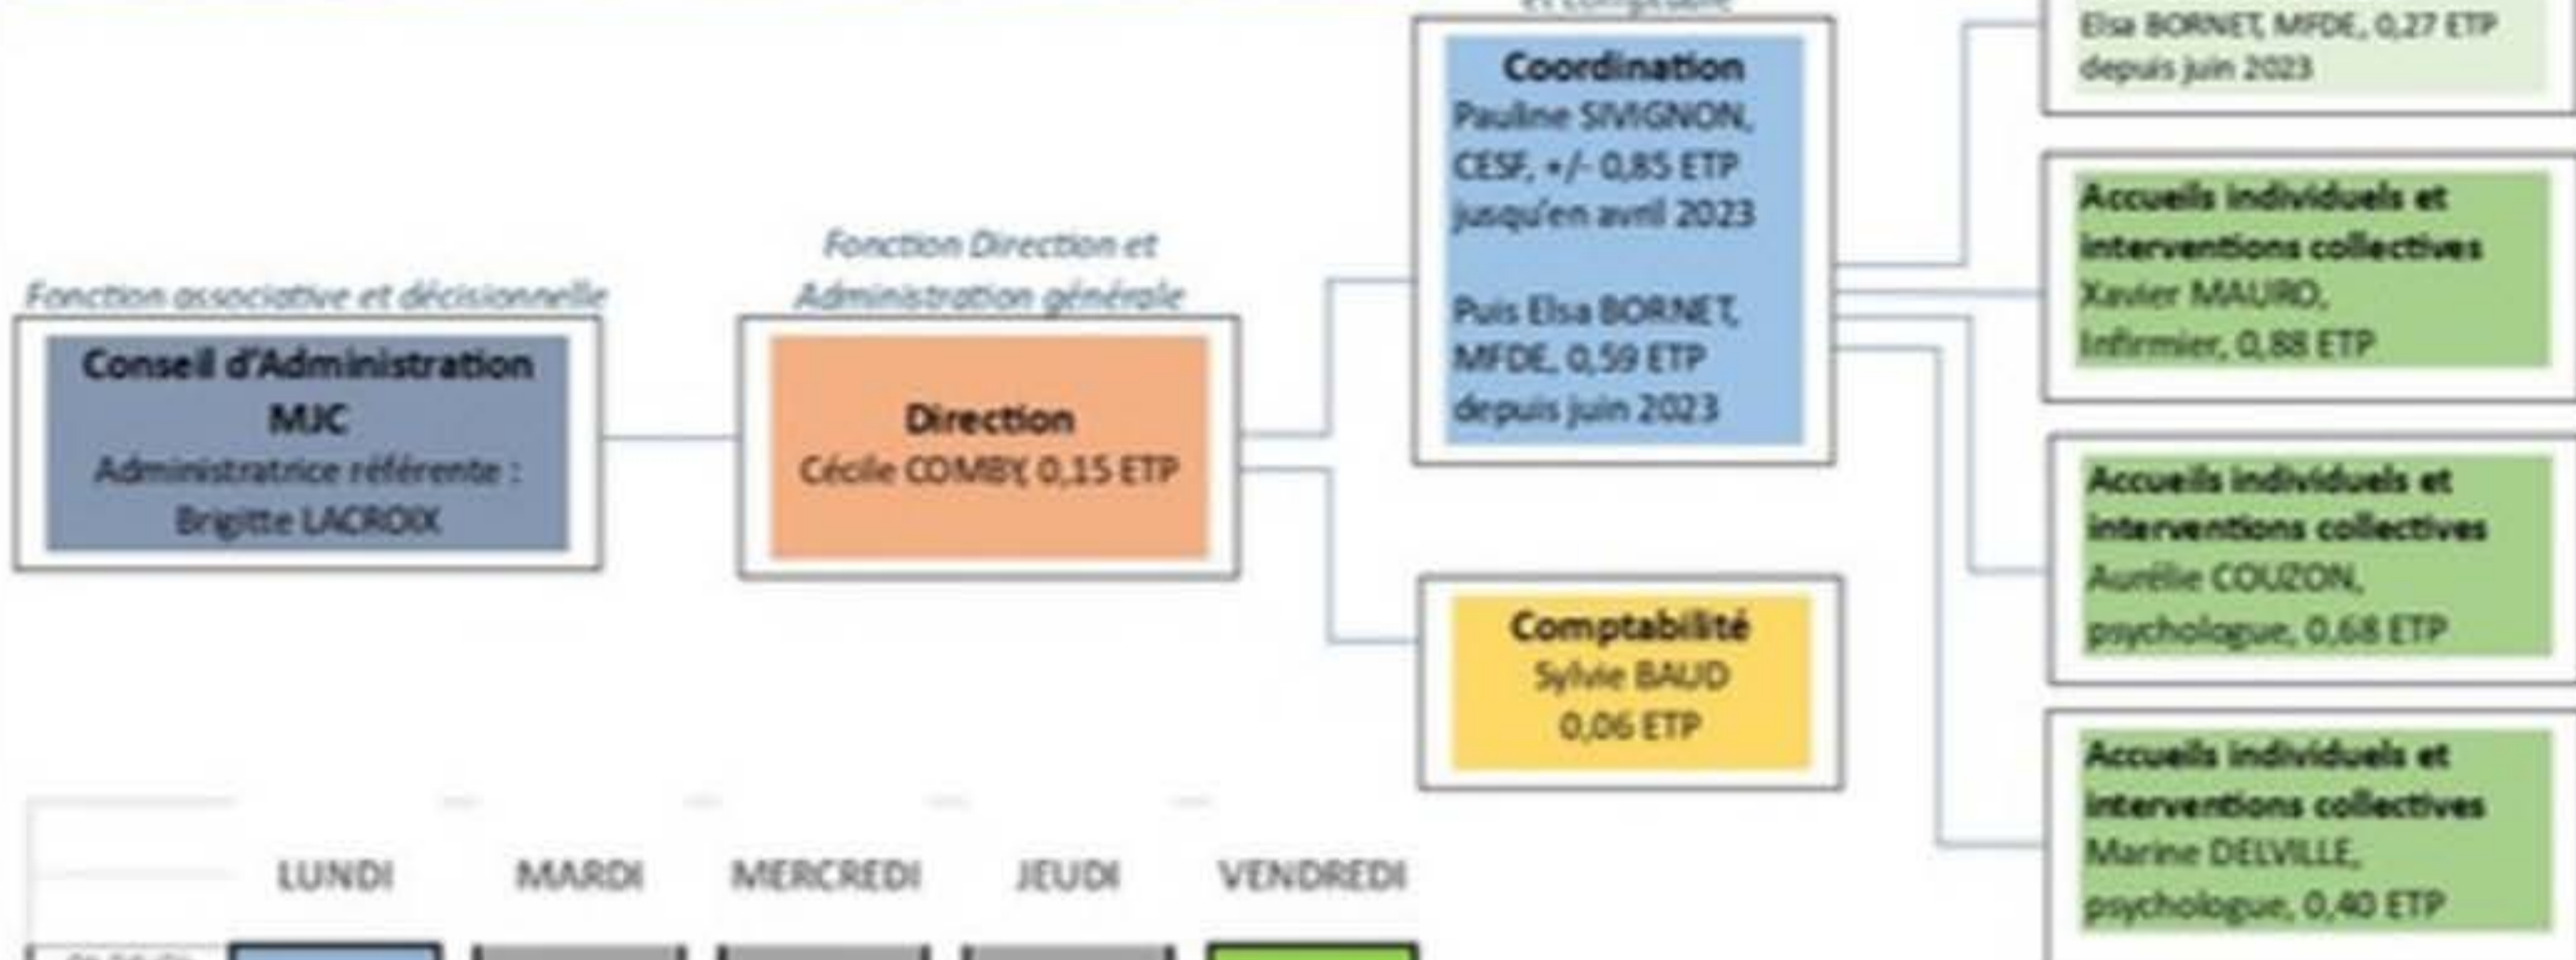 et comptable
Elsa BORNET, MFDE, 0,27 ETP
depuis juin 2023
Coordination
Pauline SIVIGNON,
CESF, +/- 0,85 ETP
jusqu'en avril 2023
Puis Elsa BORNET,
MFDE, 0,59 ETP
depuis juin 2023
Accueils individuels et
interventions collectives
Xavier MAURO,
Infirmier, 0,88 ETP
Fonction associative et décisionnelle
Conseil d'Administration
MJC
Administratrice référente :
Brigitte LACROIX
Fonction Direction et
Administration générale
Direction
Cécile COMBY, 0,15 ETP
Accueils individuels et
interventions collectives
Aurélie COUZON,
psychologue, 0,68 ETP
Comptabilité
Sylvie BAUD
0,06 ETP
Accueils individuels et
interventions collectives
Marine DELVILLE,
psychologue, 0,40 ETP
LUNDI MARDI MERCREDI JEUDI VENDREDI